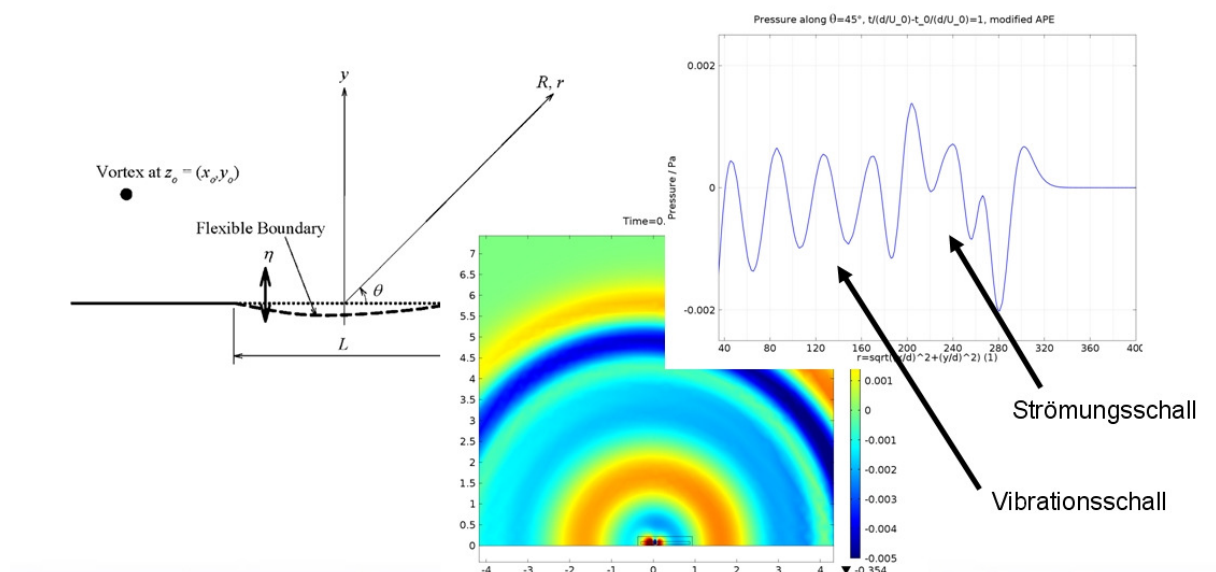 Pressure along θ=45°, t/(d/U_0)-t_0/(d/U_0)=1, modified APE
0.002
0
-0.002
Pressure / Pa
40 80 120 160 200 240 280 320 360 400
r=sqrt((x/d)^2+(y/d)^2) (1)
y
R, r
Vortex at z_o = (x_o,y_o)
Flexible Boundary
η
θ
L
Time=0.
7
6.5
6
5.5
5
4.5
4
3.5
3
2.5
2
1.5
1
0.5
0
-4 -3 -2 -1 0 1 2 3 4
0.001
0
-0.001
-0.002
-0.003
-0.004
-0.005
▼ -0.354
Strömungsschall
Vibrationsschall